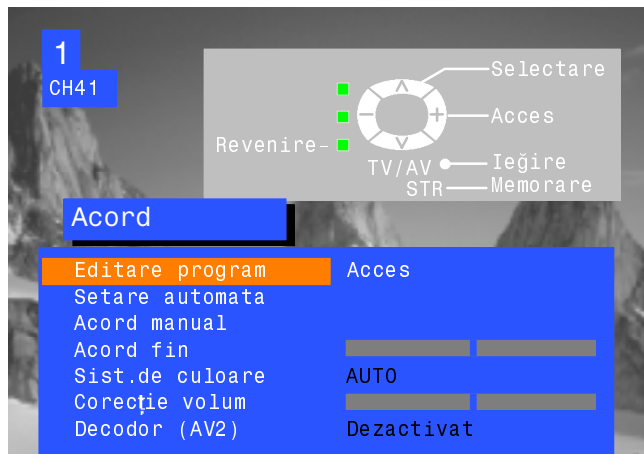 1
CH41
Selectare
Acces
Revenire
TV/AV
Ieğire
STR
Memorare
Acord
Editare program Acces
Setare automata
Acord manual
Acord fin
Sist.de culoare AUTO
Corecţie volum
Decodor (AV2) Dezactivat